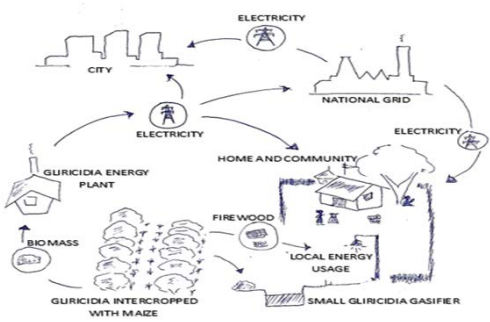 ELECTRICITY
CITY
NATIONAL GRID
ELECTRICITY
ELECTRICITY
HOME AND COMMUNITY
GLIRICIDIA ENERGY
PLANT
FIREWOOD
BIOMASS
LOCAL ENERGY
USAGE
GLIRICIDIA INTERCROPPED
WITH MAIZE
SMALL GLIRICIDIA GASIFIER